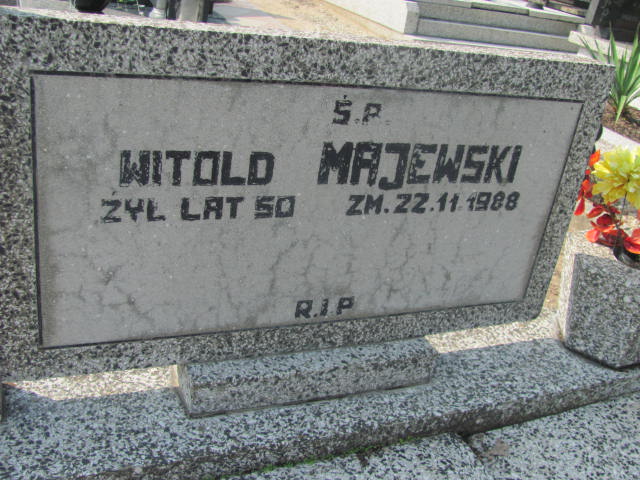 Ś.P.
WITOLD MAJEWSKI
ŻYŁ LAT 50 ZM. 22.11.1988
R.I P